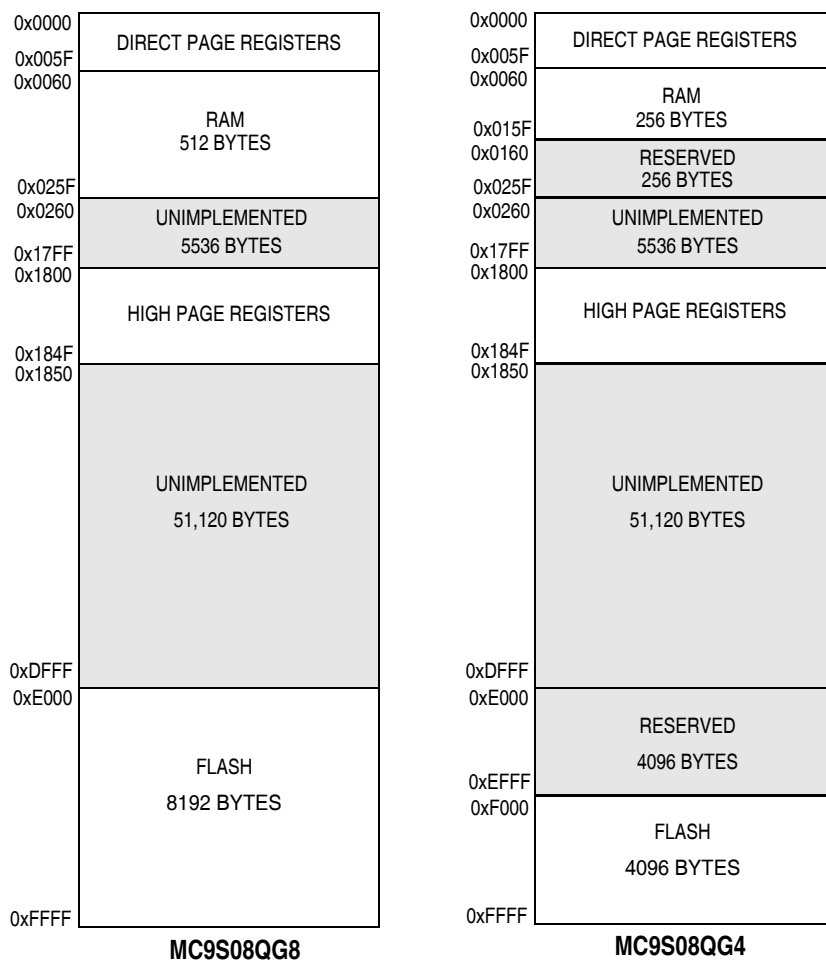 0x0000
DIRECT PAGE REGISTERS
0x005F
0x0060
RAM
512 BYTES
0x025F
0x0260
UNIMPLEMENTED
5536 BYTES
0x17FF
0x1800
HIGH PAGE REGISTERS
0x184F
0x1850
UNIMPLEMENTED
51,120 BYTES
0xDFFF
0xE000
FLASH
8192 BYTES
0xFFFF
MC9S08QG8
0x0000
DIRECT PAGE REGISTERS
0x005F
0x0060
RAM
256 BYTES
0x015F
0x0160
RESERVED
256 BYTES
0x025F
0x0260
UNIMPLEMENTED
5536 BYTES
0x17FF
0x1800
HIGH PAGE REGISTERS
0x184F
0x1850
UNIMPLEMENTED
51,120 BYTES
0xDFFF
0xE000
RESERVED
4096 BYTES
0xEFFF
0xF000
FLASH
4096 BYTES
0xFFFF
MC9S08QG4